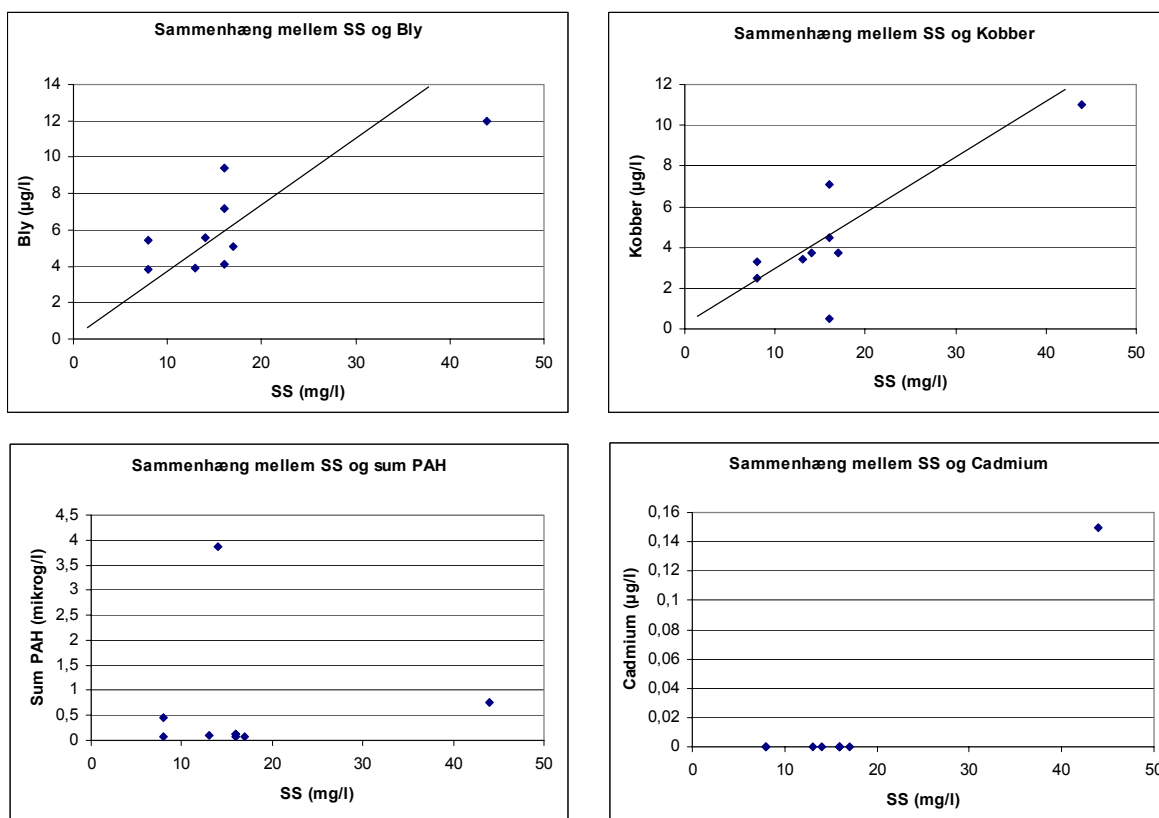 Sammenhæng mellem SS og Bly
14
12
10
8
6
4
2
0
Bly (µg/l)
0 10 20 30 40 50
SS (mg/l)
Sammenhæng mellem SS og Kobber
12
10
8
6
4
2
0
Kobber (µg/l)
0 10 20 30 40 50
SS (mg/l)
Sammenhæng mellem SS og sum PAH
4,5
4
3,5
3
2,5
2
1,5
1
0,5
0
Sum PAH (mikrog/l)
0 10 20 30 40 50
SS (mg/l)
Sammenhæng mellem SS og Cadmium
0,16
0,14
0,12
0,1
0,08
0,06
0,04
0,02
0
Cadmium (µg/l)
0 10 20 30 40 50
SS (mg/l)